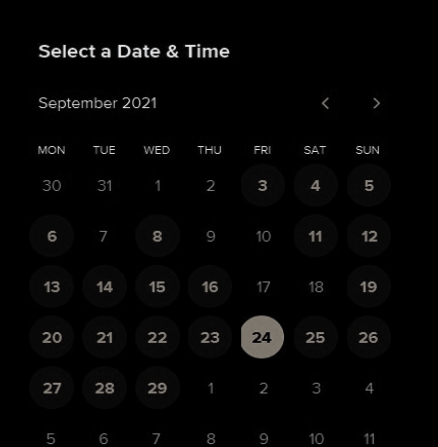 Select a Date & Time
September 2021
MON TUE WED THU FRI SAT SUN
30 31 1 2 3 4 5
6 7 8 9 10 11 12
13 14 15 16 17 18 19
20 21 22 23 24 25 26
27 28 29 1 2 3 4
5 6 7 8 9 10 11